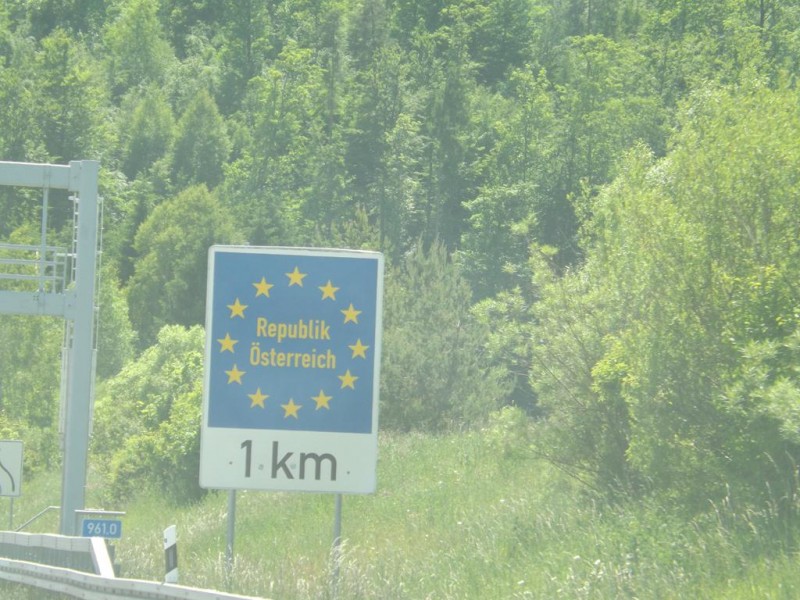 Republik
Österreich
1 km
961,0